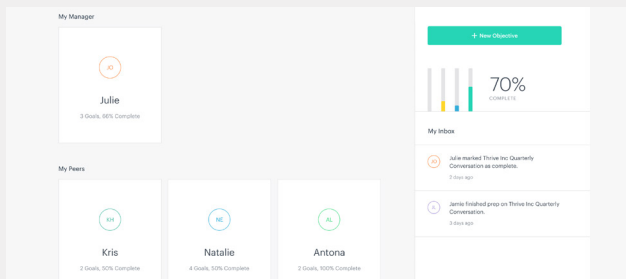 My Manager
JO
Julie
3 Goals, 66% Complete
My Peers
KH
Kris
2 Goals, 50% Complete
NE
Natalie
4 Goals, 50% Complete
AL
Antona
2 Goals, 100% Complete
+ New Objective
70%
COMPLETE
My Inbox
JO
Julie marked Thrive Inc Quarterly
Conversation as complete.
2 days ago
Jamie finished prep on Thrive Inc Quarterly
Conversation.
3 days ago